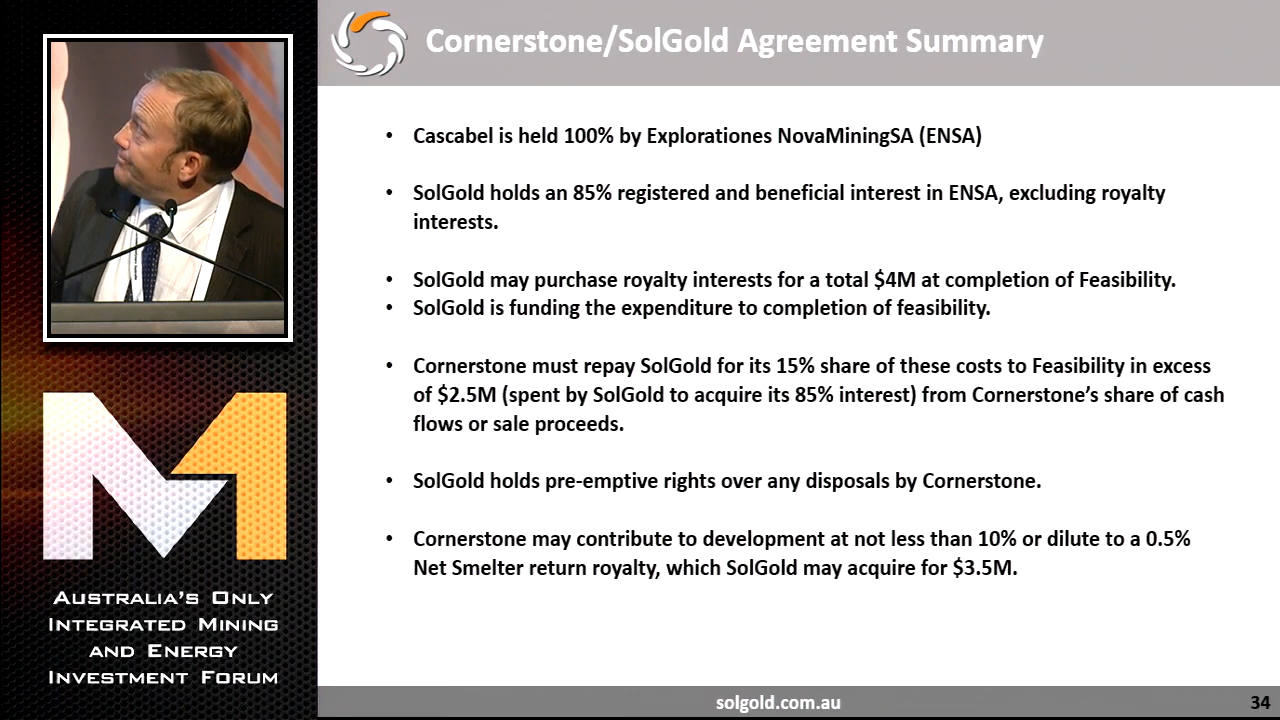 Cornerstone/SolGold Agreement Summary
• Cascabel is held 100% by Explorationes NovaMiningSA (ENSA)
• SolGold holds an 85% registered and beneficial interest in ENSA, excluding royalty
interests.
• SolGold may purchase royalty interests for a total $4M at completion of Feasibility.
• SolGold is funding the expenditure to completion of feasibility.
• Cornerstone must repay SolGold for its 15% share of these costs to Feasibility in excess
of $2.5M (spent by SolGold to acquire its 85% interest) from Cornerstone’s share of cash
flows or sale proceeds.
• SolGold holds pre-emptive rights over any disposals by Cornerstone.
• Cornerstone may contribute to development at not less than 10% or dilute to a 0.5%
Net Smelter return royalty, which SolGold may acquire for $3.5M.
solgold.com.au
34
M
Australia’s Only
Integrated Mining
and Energy
Investment Forum